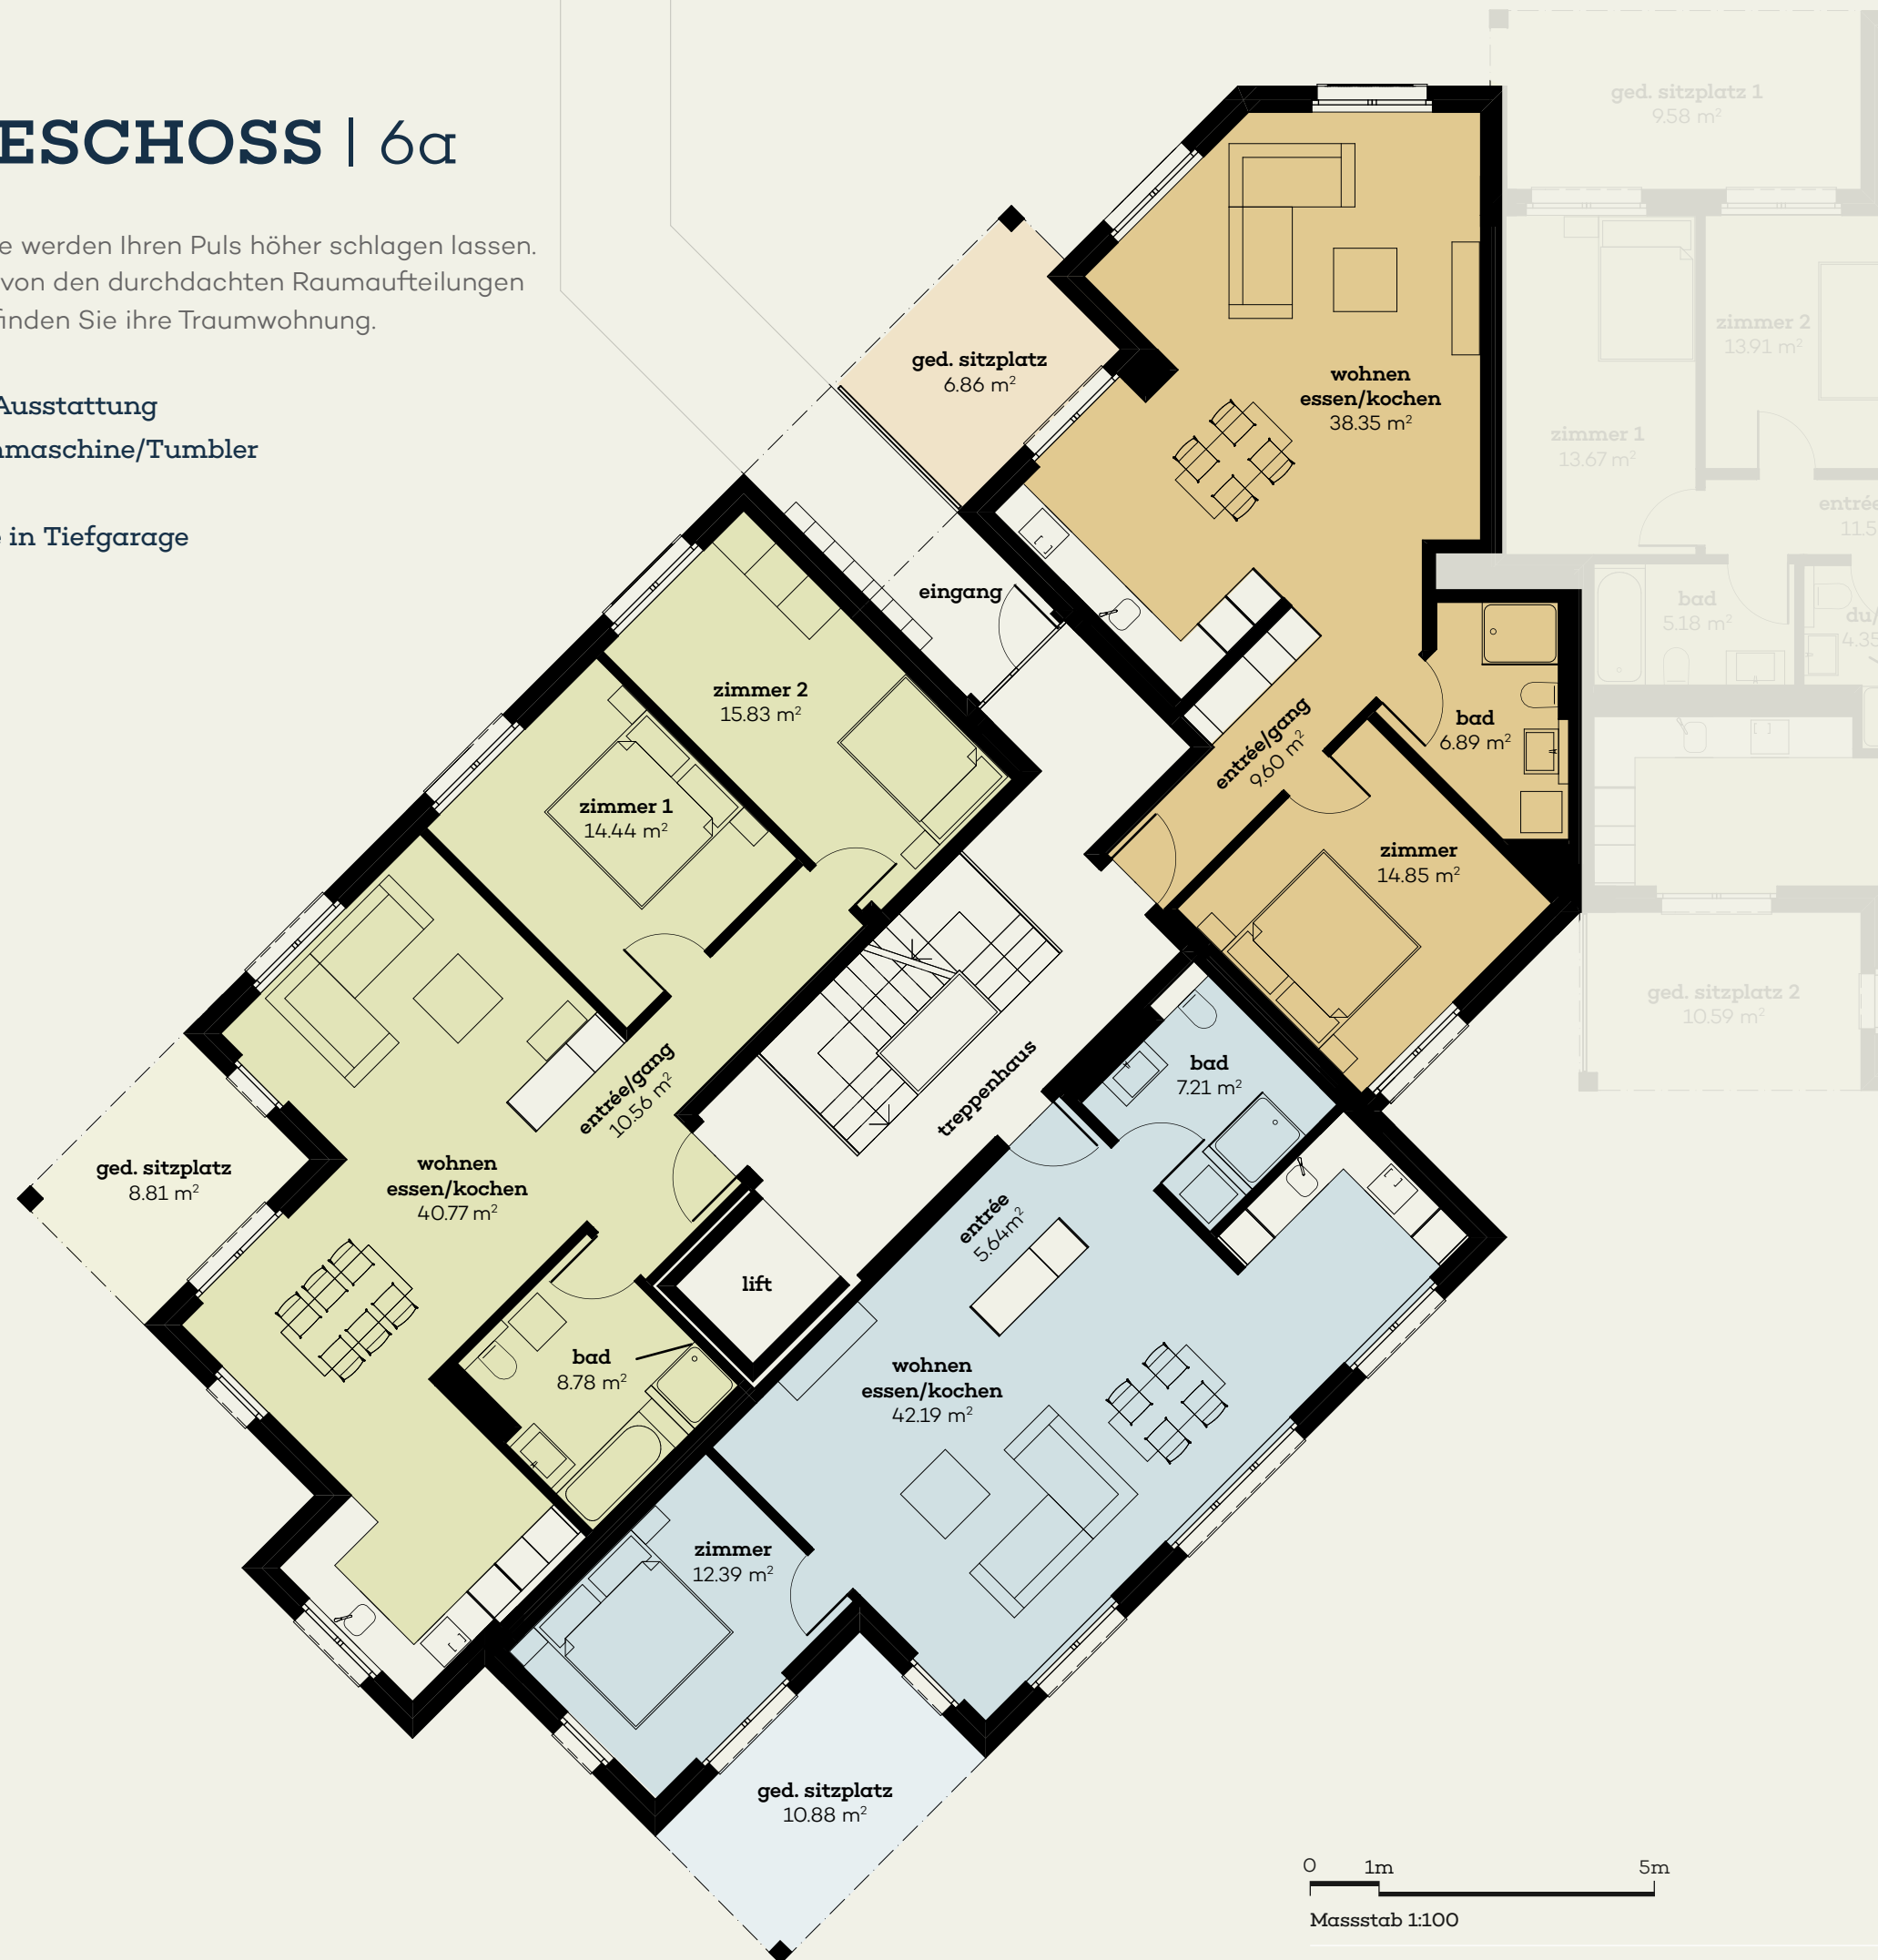 ESCHOSS | 6a
e werden Ihren Puls höher schlagen lassen.
von den durchdachten Raumaufteilungen
finden Sie ihre Traumwohnung.
Ausstattung
maschine/Tumbler
in Tiefgarage
ged. sitzplatz 1
9.58 m²
ged. sitzplatz
6.86 m²
wohnen
essen/kochen
38.35 m²
zimmer 2
13.91 m²
zimmer 1
13.67 m²
entrée
11.5
eingang
bad
5.18 m²
du/
4.35
zimmer 2
15.83 m²
entrée/gang
9.60 m²
bad
6.89 m²
zimmer 1
14.44 m²
zimmer
14.85 m²
ged. sitzplatz 2
10.59 m²
entrée/gang
10.56 m²
treppenhaus
bad
7.21 m²
ged. sitzplatz
8.81 m²
wohnen
essen/kochen
40.77 m²
entrée
5.64m²
lift
bad
8.78 m²
wohnen
essen/kochen
42.19 m²
zimmer
12.39 m²
ged. sitzplatz
10.88 m²
0 1m 5m
Massstab 1:100